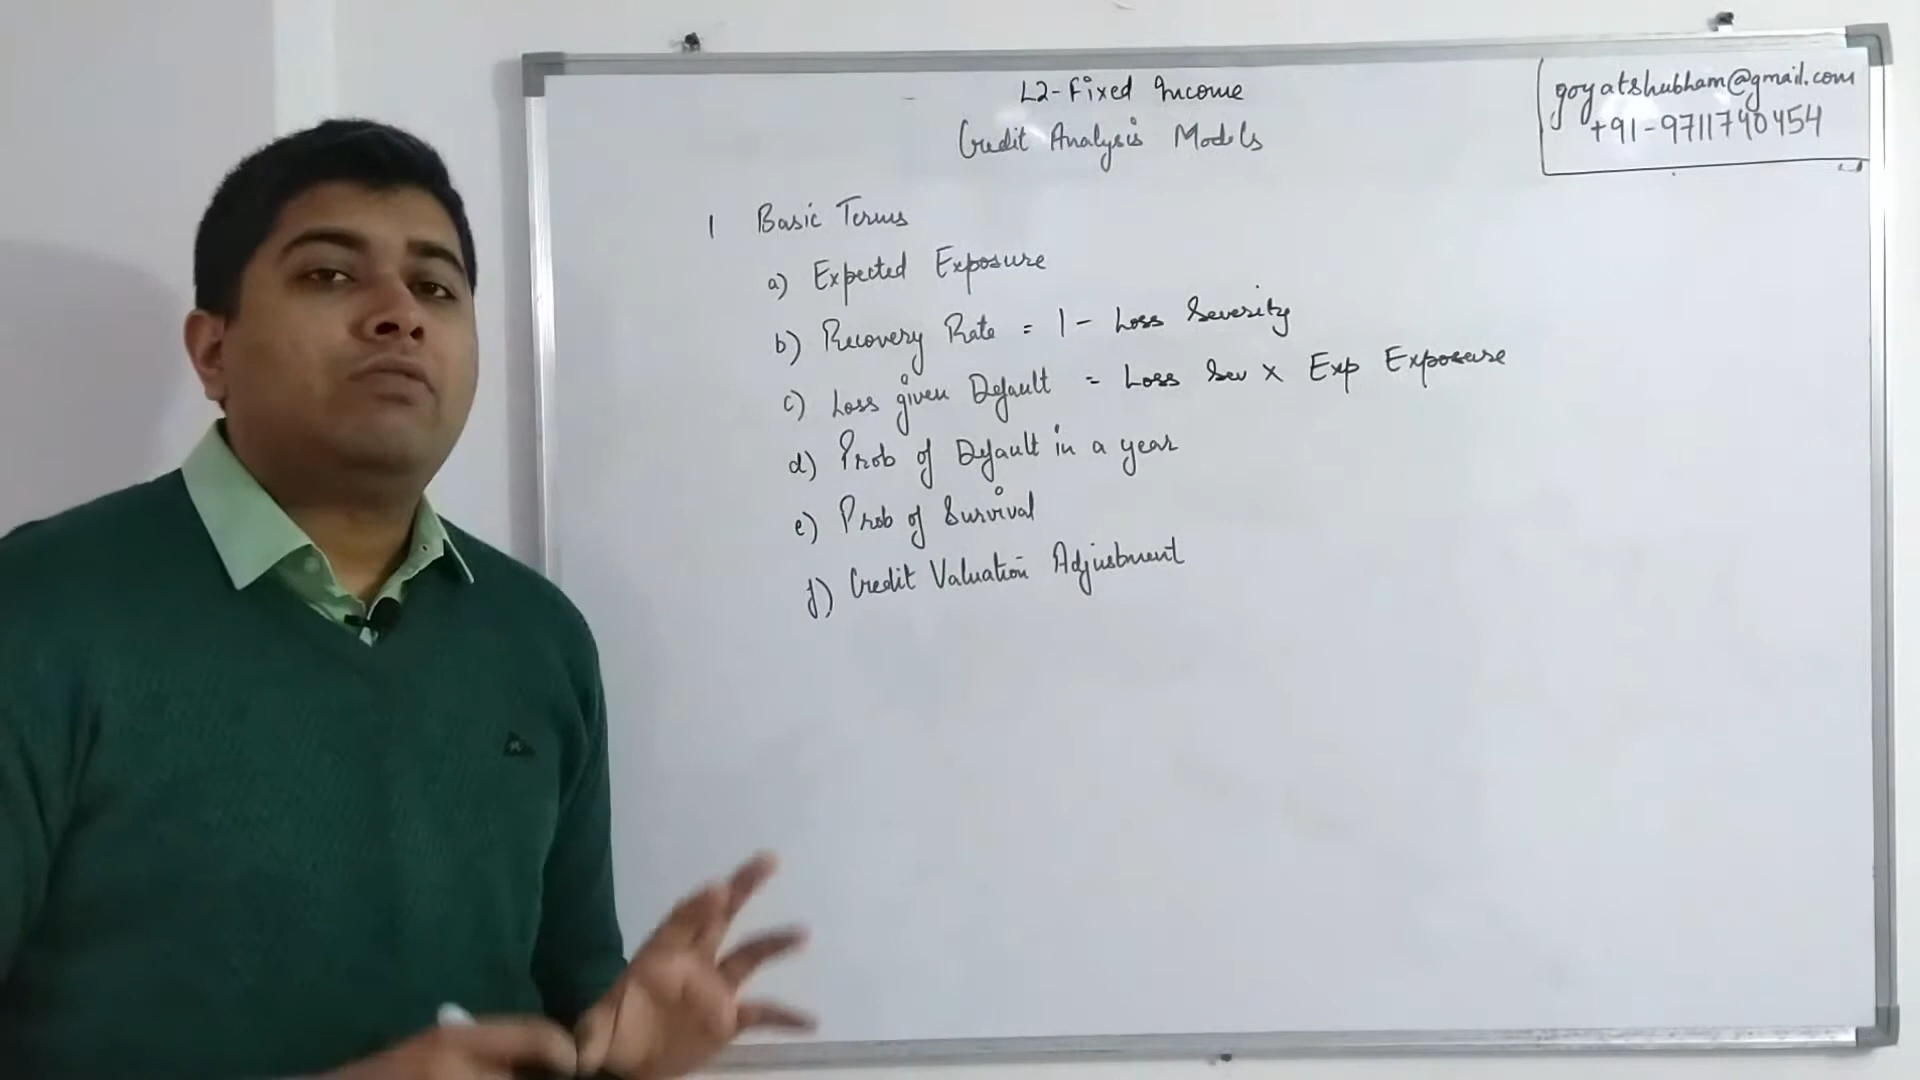 L2-Fixed Income
Credit Analysis Models
goyatshubham@gmail.com
+91-9711740454
1 Basic Terms
a) Expected Exposure
b) Recovery Rate = 1 - Loss Severity
c) Loss given Default = Loss Sev x Exp Exposure
d) Prob of Default in a year
e) Prob of Survival
f) Credit Valuation Adjustment